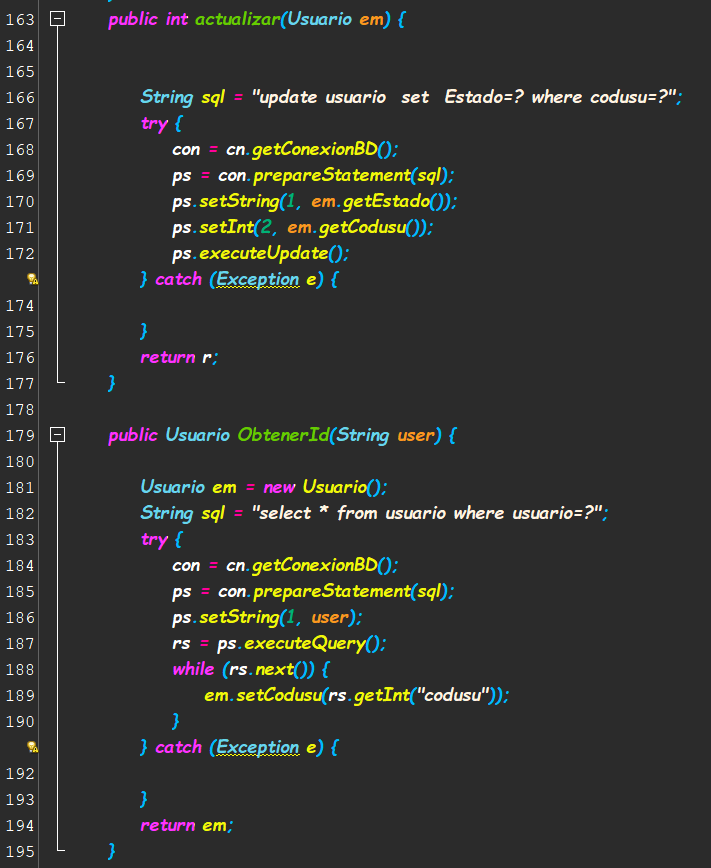 163 public int actualizar(Usuario em) {
164
165
166 String sql = "update usuario  set  Estado=? where codusu=?";
167 try {
168 con = cn.getConexionBD();
169 ps = con.prepareStatement(sql);
170 ps.setString(1, em.getEstado());
171 ps.setInt(2, em.getCodusu());
172 ps.executeUpdate();
} catch (Exception e) {
174
175 }
176 return r;
177 }
178
179 public Usuario ObtenerId(String user) {
180
181 Usuario em = new Usuario();
182 String sql = "select * from usuario where usuario=?";
183 try {
184 con = cn.getConexionBD();
185 ps = con.prepareStatement(sql);
186 ps.setString(1, user);
187 rs = ps.executeQuery();
188 while (rs.next()) {
189 em.setCodusu(rs.getInt("codusu"));
190 }
} catch (Exception e) {
192
193 }
194 return em;
195 }